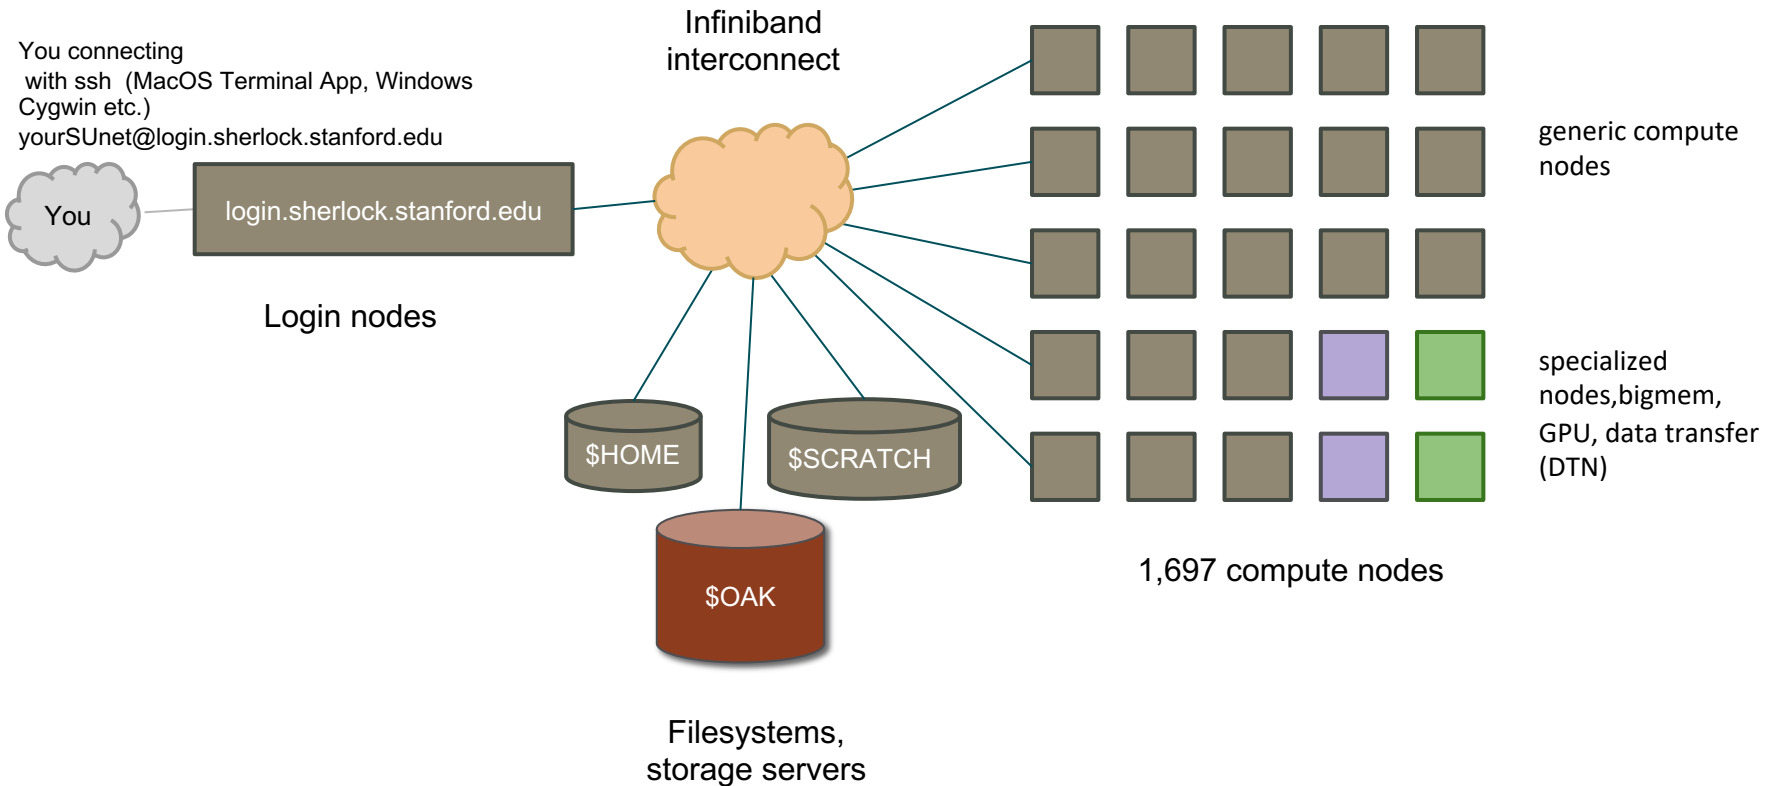 You connecting
with ssh (MacOS Terminal App, Windows
Cygwin etc.)
yourSUnet@login.sherlock.stanford.edu
You
login.sherlock.stanford.edu
Login nodes
Infiniband
interconnect
$HOME
$SCRATCH
$OAK
Filesystems,
storage servers
generic compute
nodes
specialized
nodes,bigmem,
GPU, data transfer
(DTN)
1,697 compute nodes